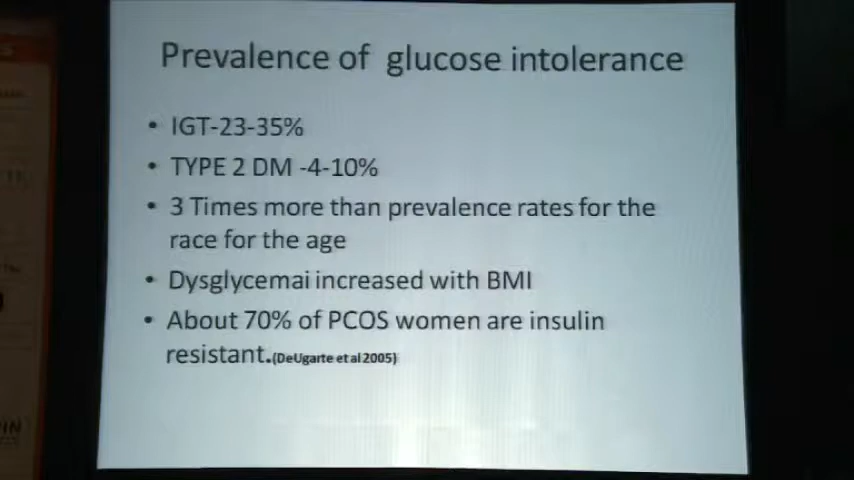 Prevalence of glucose intolerance
• IGT-23-35%
• TYPE 2 DM -4-10%
• 3 Times more than prevalence rates for the
race for the age
• Dysglycemai increased with BMI
• About 70% of PCOS women are insulin
resistant.(DeUgarte et al 2005)